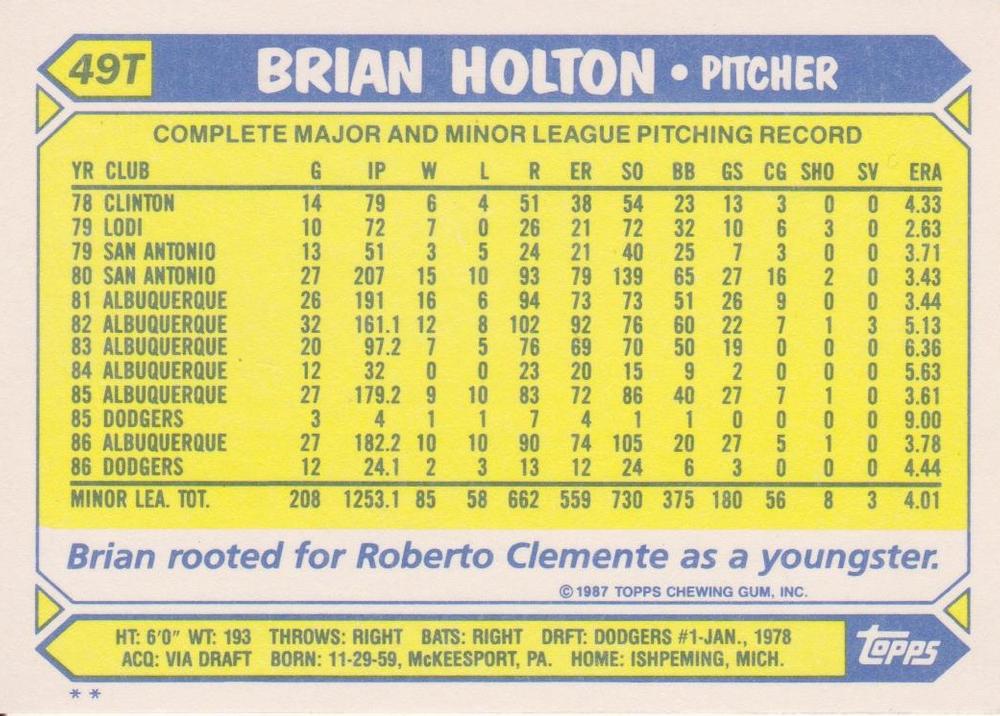 49T BRIAN HOLTON • PITCHER
COMPLETE MAJOR AND MINOR LEAGUE PITCHING RECORD
YR CLUB G IP W L R ER SO BB GS CG SHO SV ERA
78 CLINTON 14 79 6 4 51 38 54 23 13 3 0 0 4.33
79 LODI 10 72 7 0 26 21 72 32 10 6 3 0 2.63
79 SAN ANTONIO 13 51 3 5 24 21 40 25 7 3 0 0 3.71
80 SAN ANTONIO 27 207 15 10 93 79 139 65 27 16 2 0 3.43
81 ALBUQUERQUE 26 191 16 6 94 73 73 51 26 9 0 0 3.44
82 ALBUQUERQUE 32 161.1 12 8 102 92 76 60 22 7 1 3 5.13
83 ALBUQUERQUE 20 97.2 7 5 76 69 70 50 19 0 0 0 6.36
84 ALBUQUERQUE 12 32 0 0 23 20 15 9 2 0 0 0 5.63
85 ALBUQUERQUE 27 179.2 9 10 83 72 86 40 27 7 1 0 3.61
85 DODGERS 3 4 1 1 7 4 1 1 0 0 0 0 9.00
86 ALBUQUERQUE 27 182.2 10 10 90 74 105 20 27 5 1 0 3.78
86 DODGERS 12 24.1 2 3 13 12 24 6 3 0 0 0 4.44
MINOR LEA. TOT. 208 1253.1 85 58 662 559 730 375 180 56 8 3 4.01
Brian rooted for Roberto Clemente as a youngster.
© 1987 TOPPS CHEWING GUM, INC.
HT: 6'0" WT: 193 THROWS: RIGHT BATS: RIGHT DRFT: DODGERS #1-JAN., 1978
ACQ: VIA DRAFT BORN: 11-29-59, McKEESPORT, PA. HOME: ISHPEMING, MICH.
TOPPS
* *